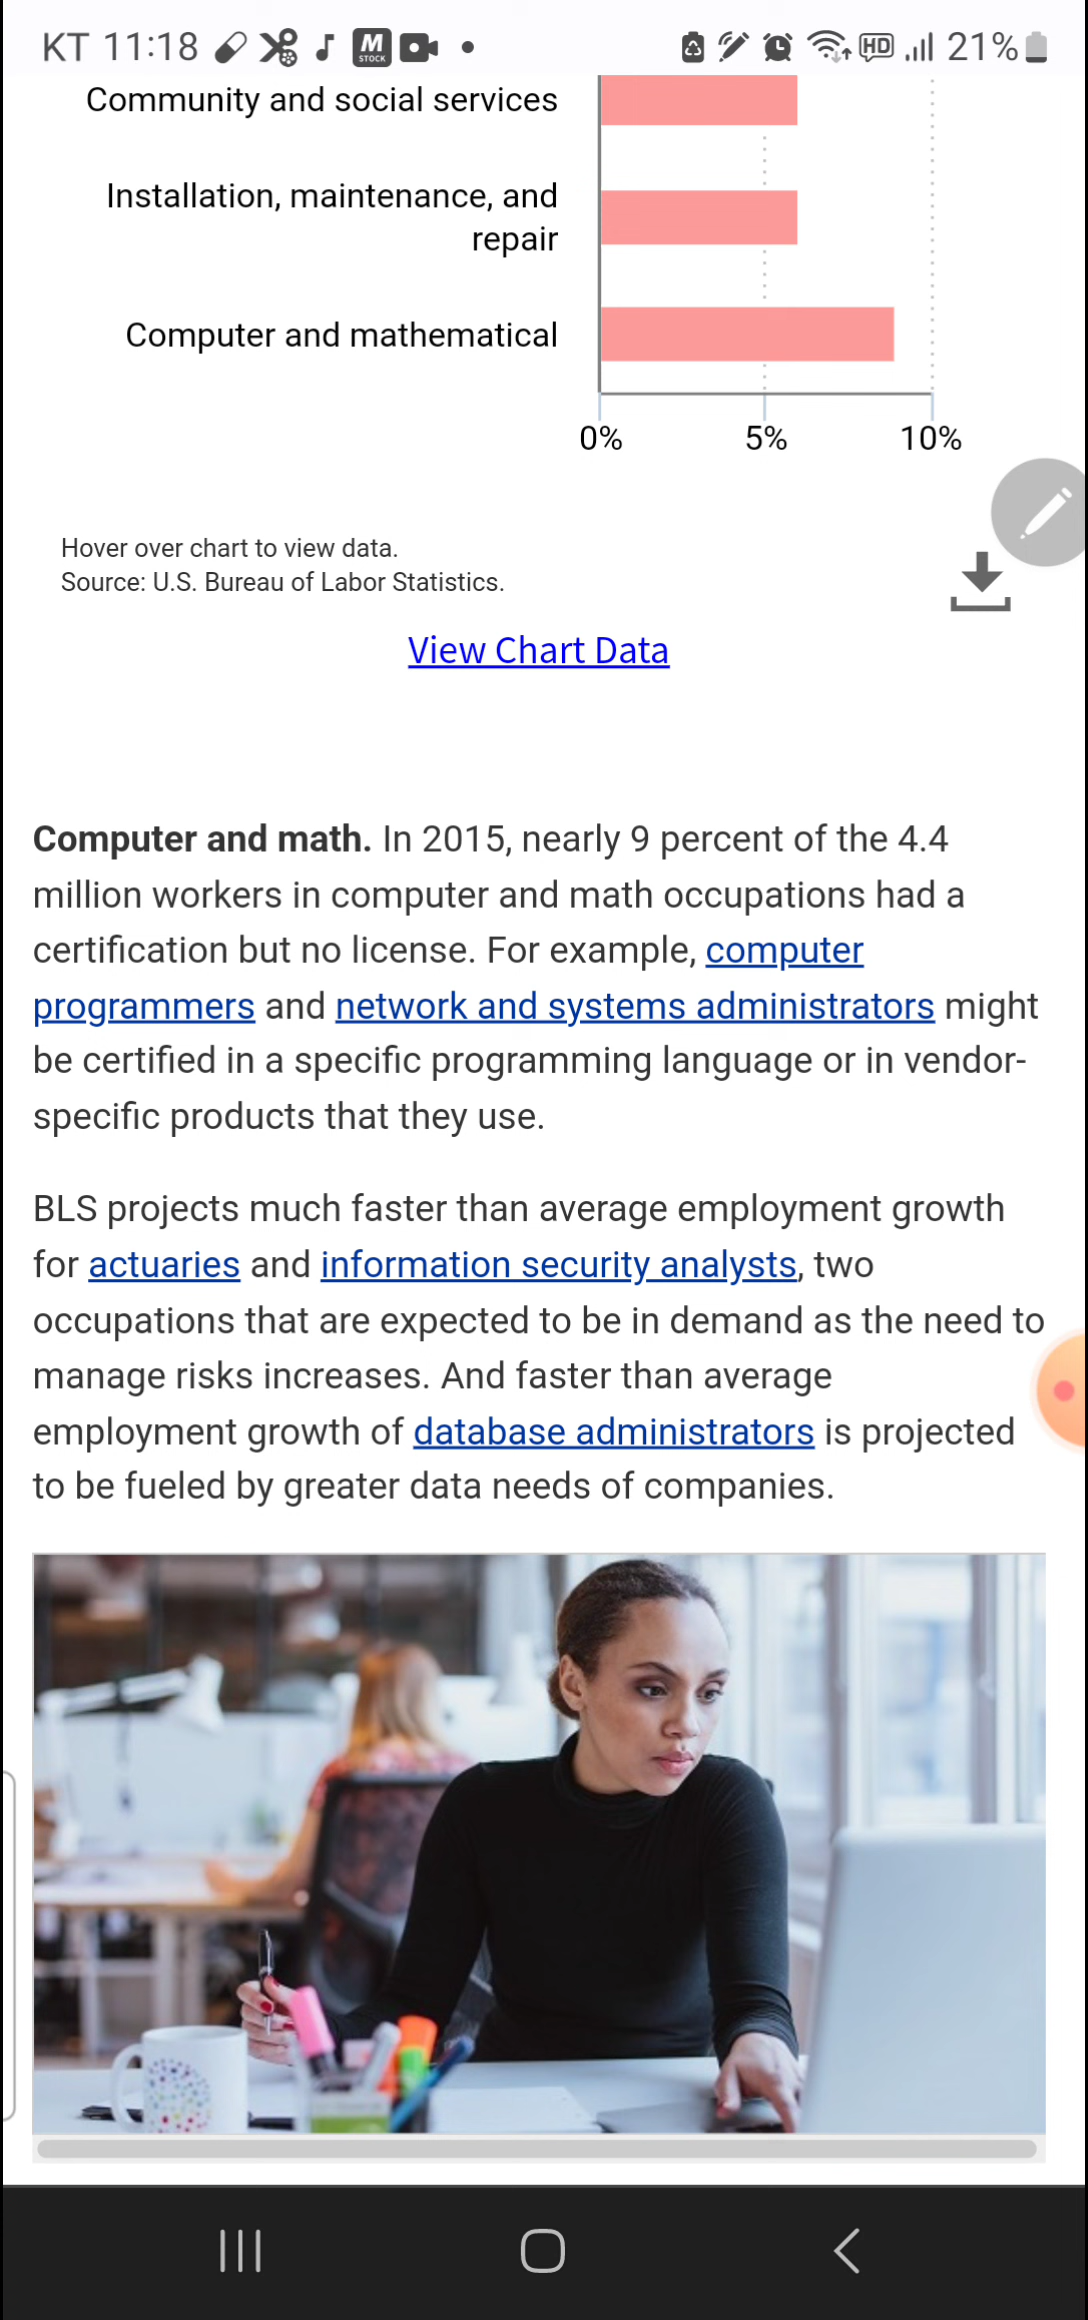 KT 11:18 M STOCK HD 21%
Community and social services
Installation, maintenance, and
repair
Computer and mathematical
0% 5% 10%
Hover over chart to view data.
Source: U.S. Bureau of Labor Statistics.
View Chart Data
Computer and math. In 2015, nearly 9 percent of the 4.4
million workers in computer and math occupations had a
certification but no license. For example, computer
programmers and network and systems administrators might
be certified in a specific programming language or in vendor-
specific products that they use.
BLS projects much faster than average employment growth
for actuaries and information security analysts, two
occupations that are expected to be in demand as the need to
manage risks increases. And faster than average
employment growth of database administrators is projected
to be fueled by greater data needs of companies.